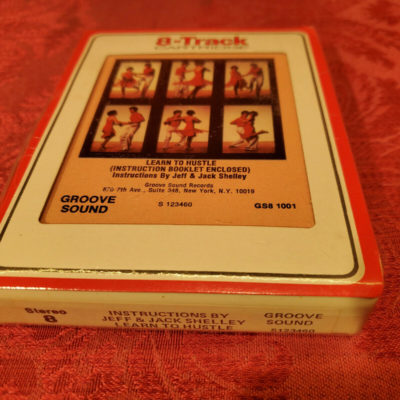 8-Track
CARTRIDGE
LEARN TO HUSTLE
(INSTRUCTION BOOKLET ENCLOSED)
Instructions By Jeff & Jack Shelley
Groove Sound Records
870-7th Ave., Suite 348, New York, N.Y. 10019
GROOVE
SOUND
S 123460
GS8 1001
Stereo
8
INSTRUCTIONS BY
JEFF & JACK SHELLEY
LEARN TO HUSTLE
GROOVE
SOUND
S123460